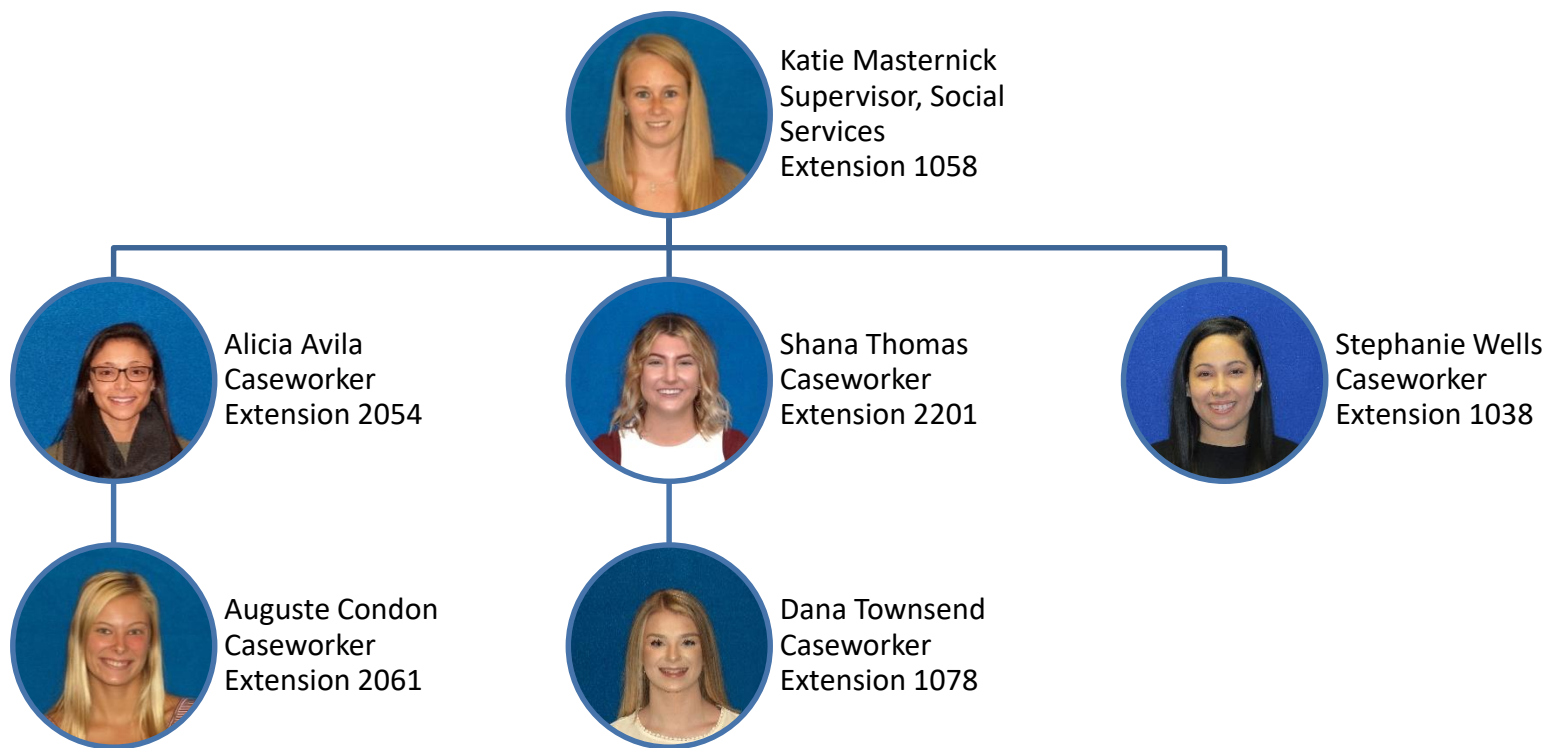 Katie Masternick
Supervisor, Social
Services
Extension 1058
Alicia Avila
Caseworker
Extension 2054
Shana Thomas
Caseworker
Extension 2201
Stephanie Wells
Caseworker
Extension 1038
Auguste Condon
Caseworker
Extension 2061
Dana Townsend
Caseworker
Extension 1078